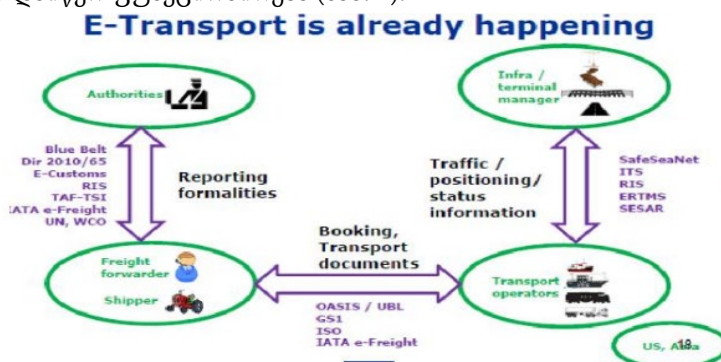 E-Transport is already happening
Authorities
Infra /
terminal
manager
Blue Belt
Dir 2010/65
E-Customs
RIS
TAF-TSI
IATA e-Freight
UN, WCO
Reporting
formalities
Traffic /
positioning/
status
information
SafeSeaNet
ITS
RIS
ERTMS
SESAR
Booking,
Transport
documents
Freight
forwarder
Shipper
Transport
operators
OASIS / UBL
GS1
ISO
IATA e-Freight
US,
18